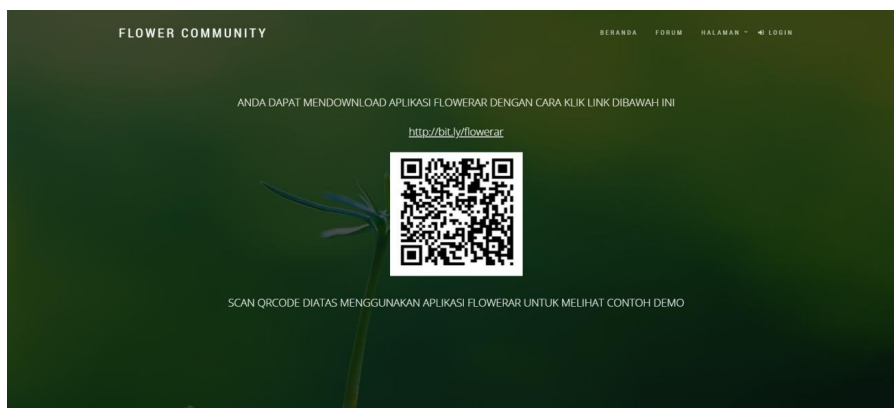 FLOWER COMMUNITY
BERANDA FORUM HALAMAN LOGIN
ANDA DAPAT MENDOWNLOAD APLIKASI FLOWERAR DENGAN CARA KLIK LINK DIBAWAH INI
http://bit.ly/flowerar
SCAN QRCODE DIATAS MENGGUNAKAN APLIKASI FLOWERAR UNTUK MELIHAT CONTOH DEMO